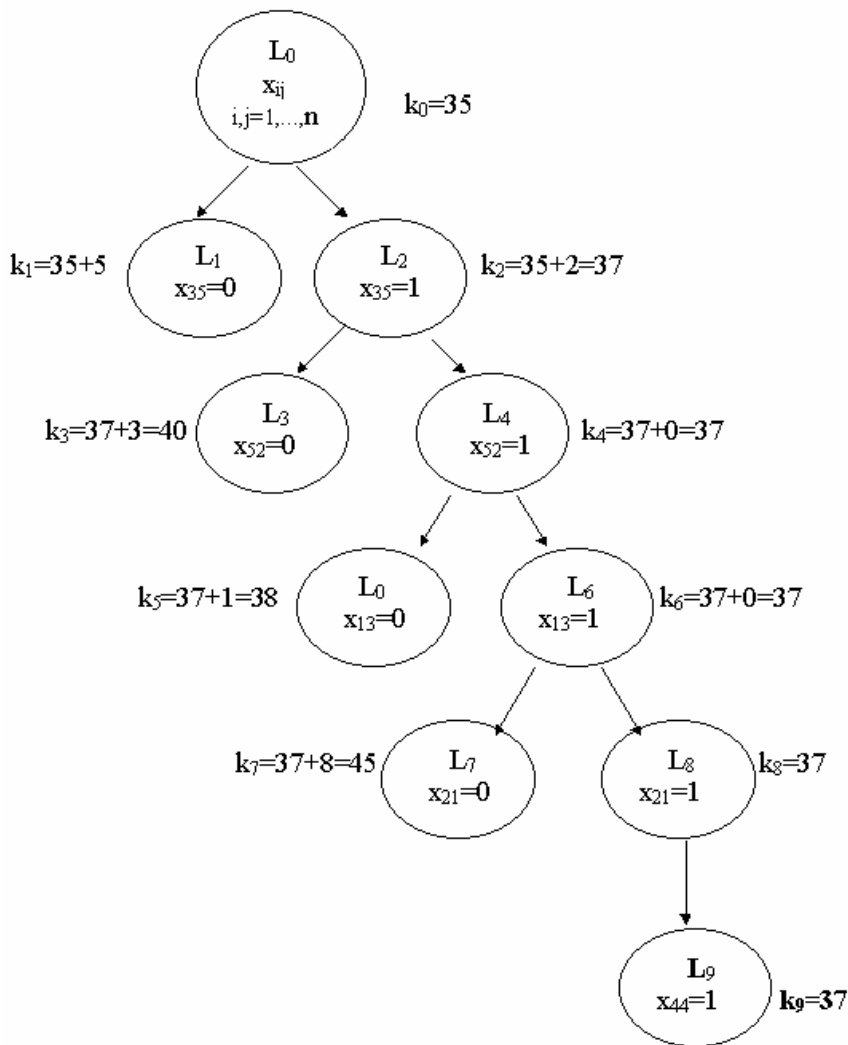 L₀
xᵢⱼ
i,j=1,...,n
k₀=35
k₁=35+5
L₁
x₃₅=0
L₂
x₃₅=1
k₂=35+2=37
k₃=37+3=40
L₃
x₅₂=0
L₄
x₅₂=1
k₄=37+0=37
k₅=37+1=38
L₀
x₁₃=0
L₆
x₁₃=1
k₆=37+0=37
k₇=37+8=45
L₇
x₂₁=0
L₈
x₂₁=1
k₈=37
L₉
x₄₄=1
k₉=37